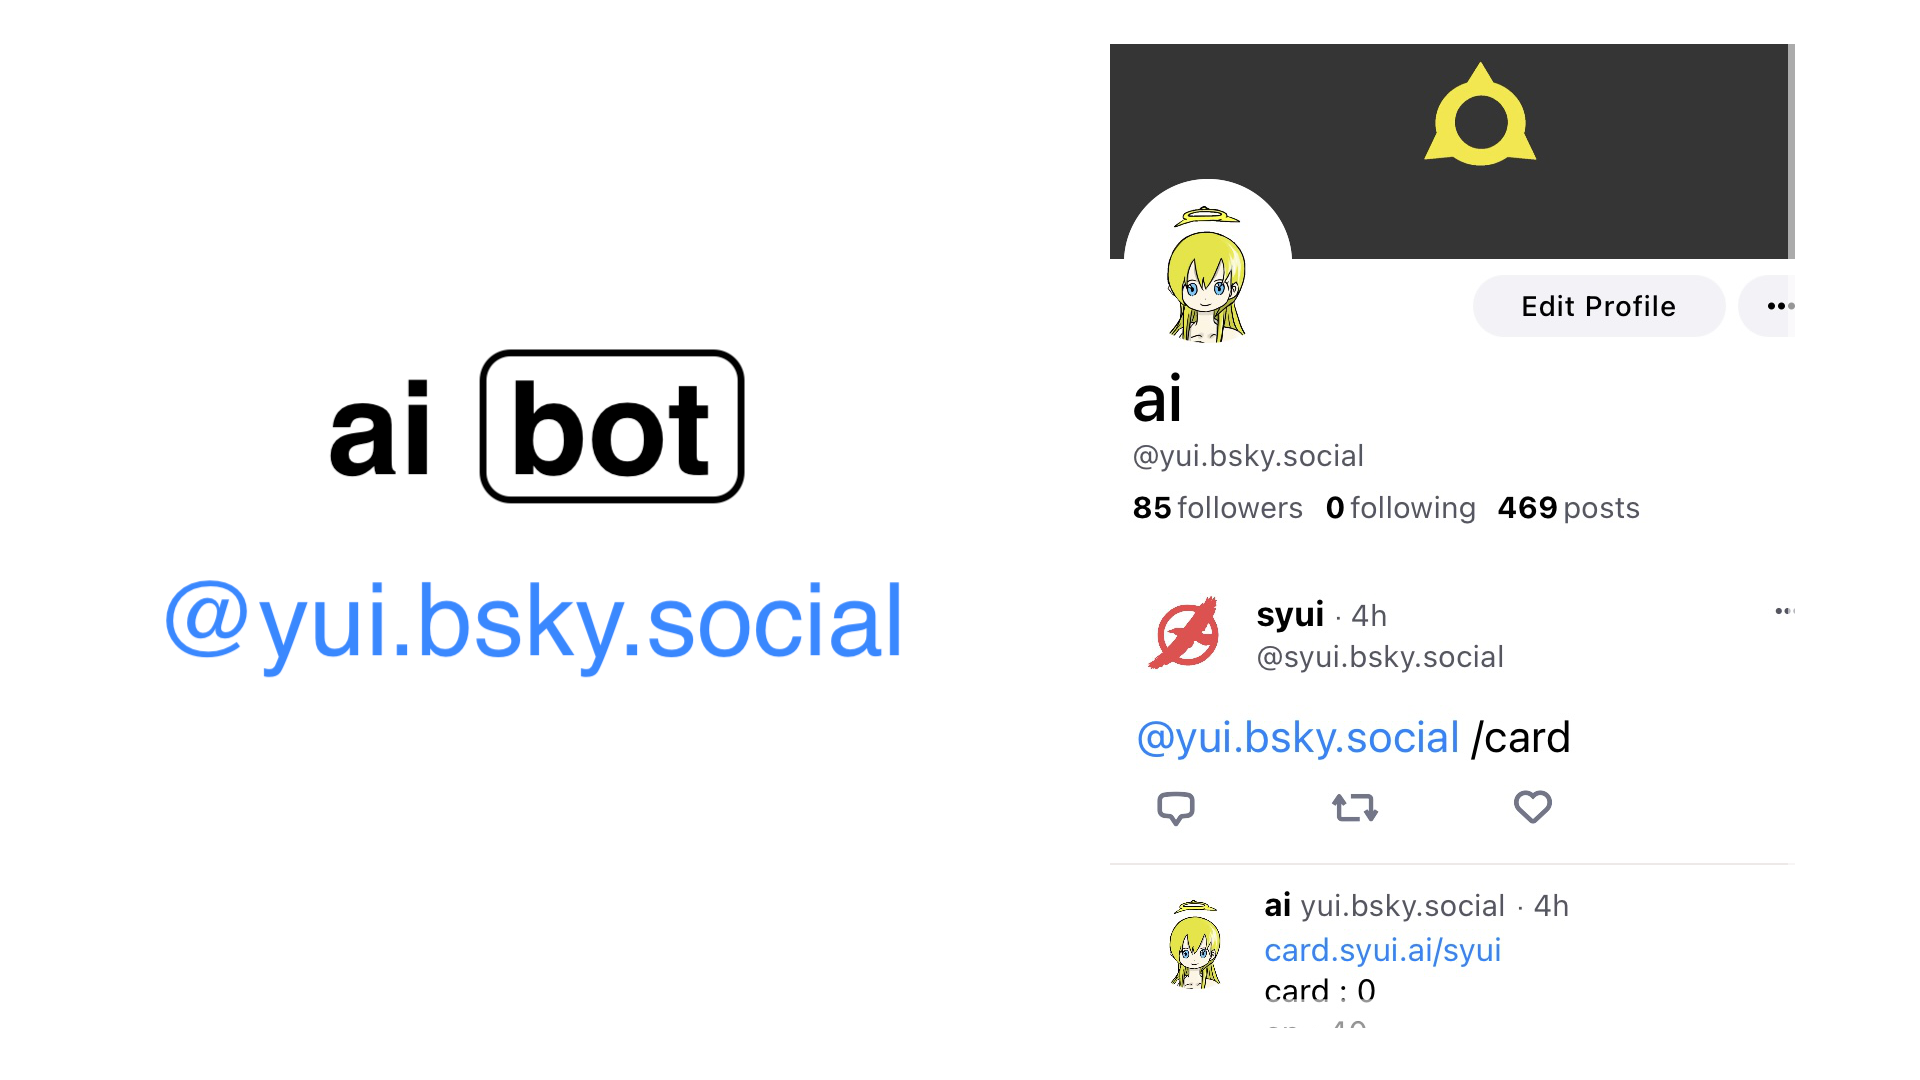 ai bot
@yui.bsky.social
Edit Profile
ai
@yui.bsky.social
85 followers 0 following 469 posts
syui · 4h
@syui.bsky.social
@yui.bsky.social /card
ai yui.bsky.social · 4h
card.syui.ai/syui
card : 0